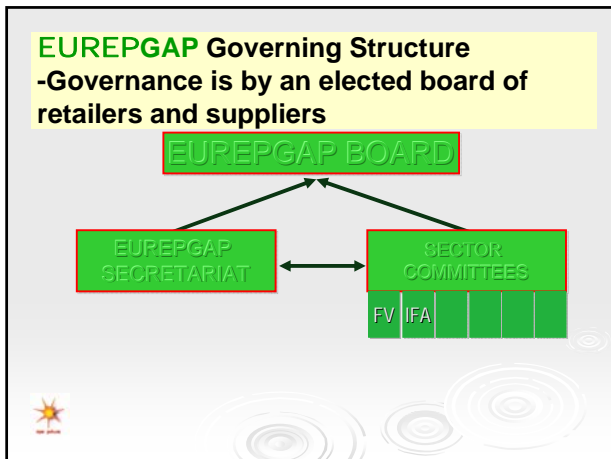 EUREPGAP Governing Structure
-Governance is by an elected board of
retailers and suppliers
EUREPGAP BOARD
EUREPGAP
SECRETARIAT
SECTOR
COMMITTEES
FV IFA